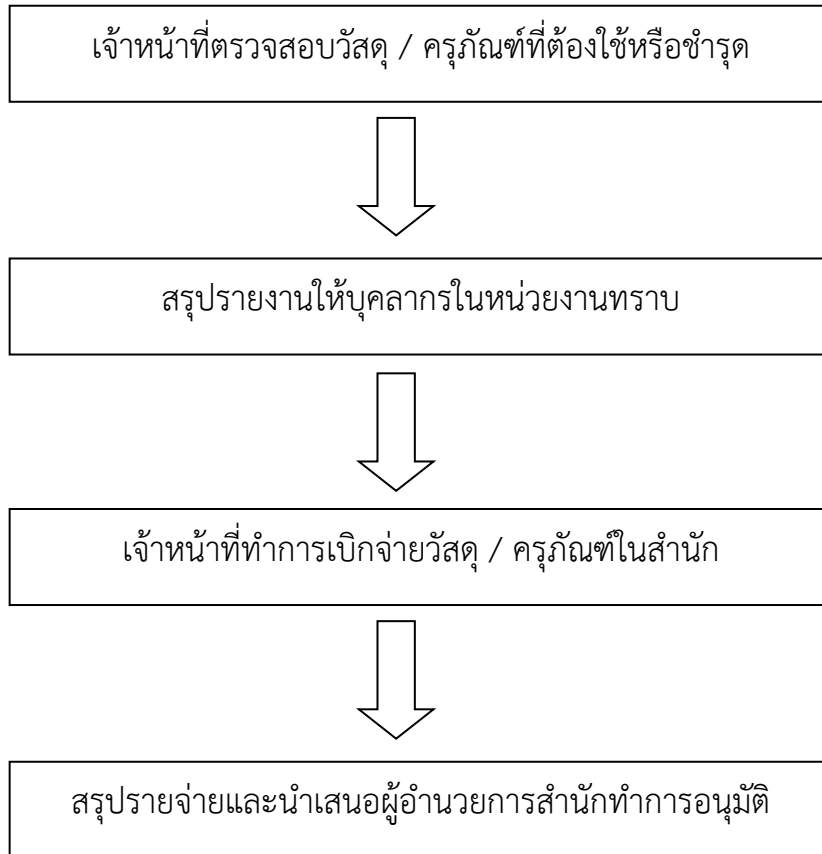 เจ้าหน้าที่ตรวจสอบวัสดุ / ครุภัณฑ์ที่ต้องใช้หรือชำรุด
สรุปรายงานให้บุคลากรในหน่วยงานทราบ
เจ้าหน้าที่ทำการเบิกจ่ายวัสดุ / ครุภัณฑ์ในสำนัก
สรุปรายจ่ายและนำเสนอผู้อำนวยการสำนักทำการอนุมัติ